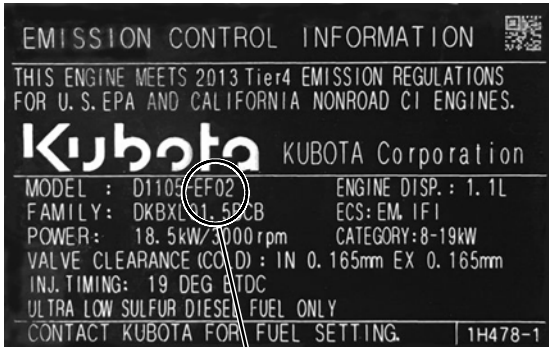 EMISSION CONTROL INFORMATION
THIS ENGINE MEETS 2013 Tier4 EMISSION REGULATIONS
FOR U.S.EPA AND CALIFORNIA NONROAD CI ENGINES.
Kubota KUBOTA Corporation
MODEL : D1105-EF02 ENGINE DISP.: 1.1L
FAMILY: DKBXL01.5DCB ECS:EM, IFI
POWER: 18.5kW/3000rpm CATEGORY:8-19kW
VALVE CLEARANCE(COLD): IN 0.165mm EX 0.165mm
INJ.TIMING: 19 DEG BTDC
ULTRA LOW SULFUR DIESEL FUEL ONLY
CONTACT KUBOTA FOR FUEL SETTING. 1H478-1